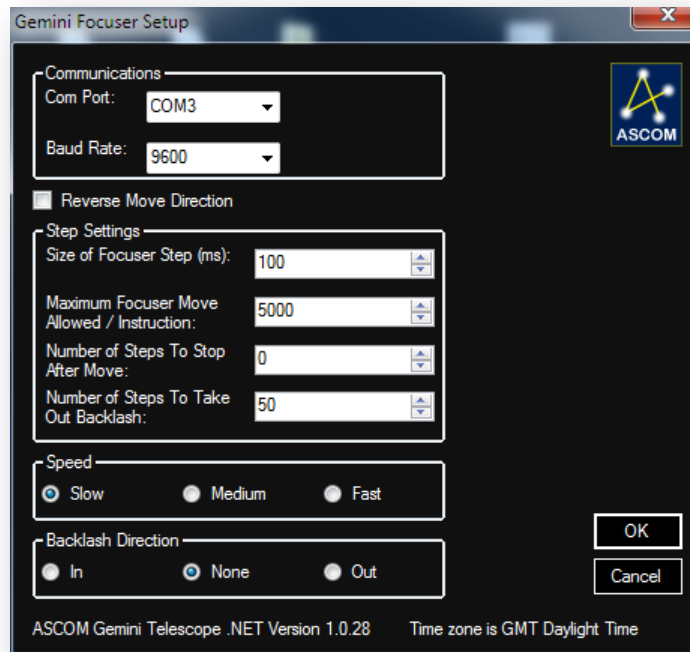 Gemini Focuser Setup
x
Communications
Com Port:
COM3
Baud Rate:
9600
ASCOM
Reverse Move Direction
Step Settings
Size of Focuser Step (ms):
100
Maximum Focuser Move
Allowed / Instruction:
5000
Number of Steps To Stop
After Move:
0
Number of Steps To Take
Out Backlash:
50
Speed
Slow Medium Fast
Backlash Direction
In None Out
OK
Cancel
ASCOM Gemini Telescope .NET Version 1.0.28 Time zone is GMT Daylight Time